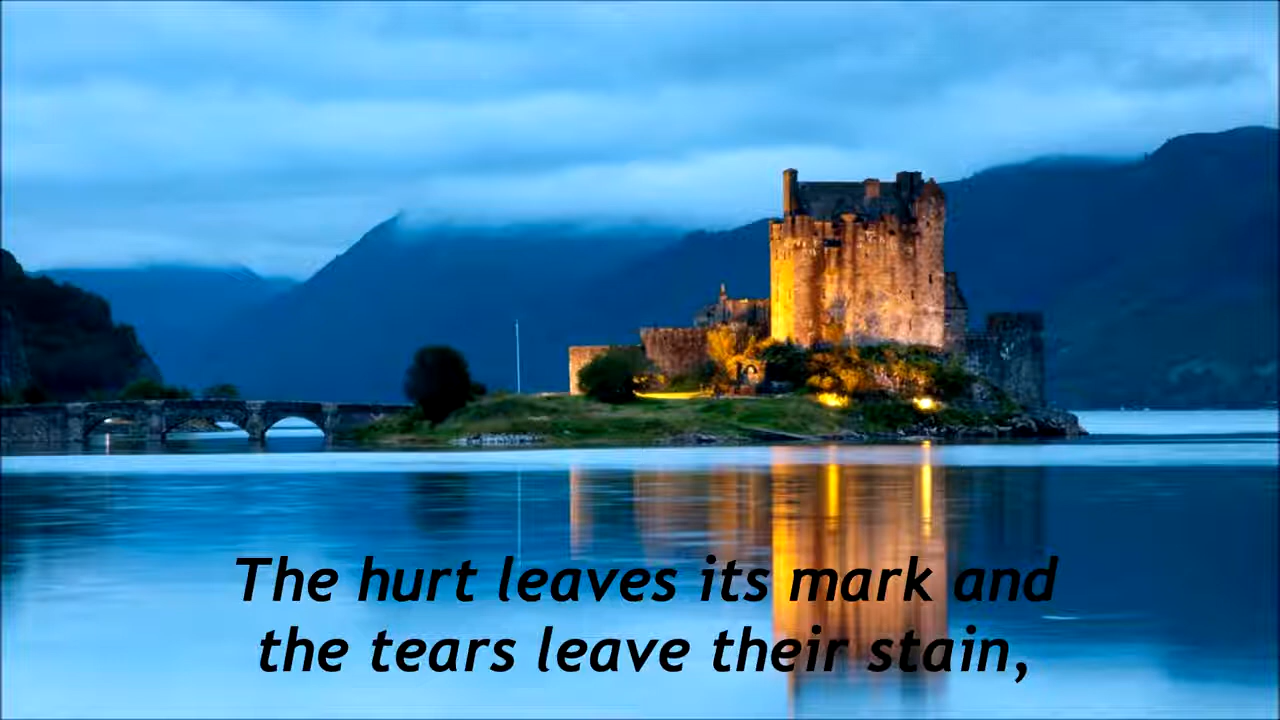 The hurt leaves its mark and
the tears leave their stain,